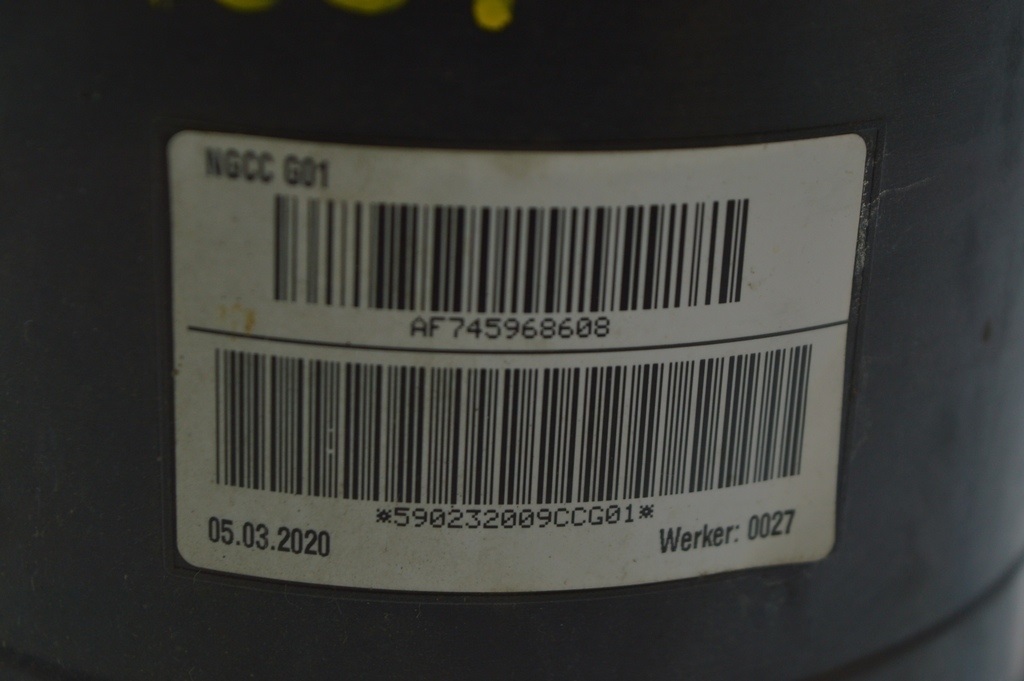 NGCC G01
AF745968608
*590232009CCG01*
05.03.2020
Werker: 0027